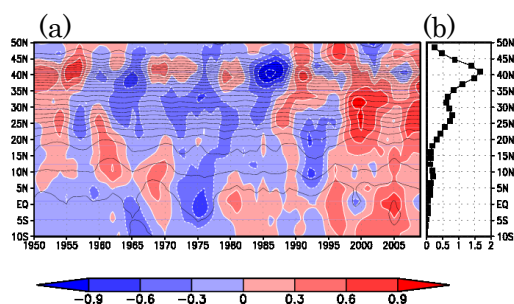 (a)
(b)
50N
45N
40N
35N
30N
25N
20N
15N
10N
5N
EQ
5S
10S
1950 1955 1960 1965 1970 1975 1980 1985 1990 1995 2000 2005
50N
45N
40N
35N
30N
25N
20N
15N
10N
5N
EQ
5S
10S
0 0.5 1 1.5 2
-0.9 -0.6 -0.3 0 0.3 0.6 0.9